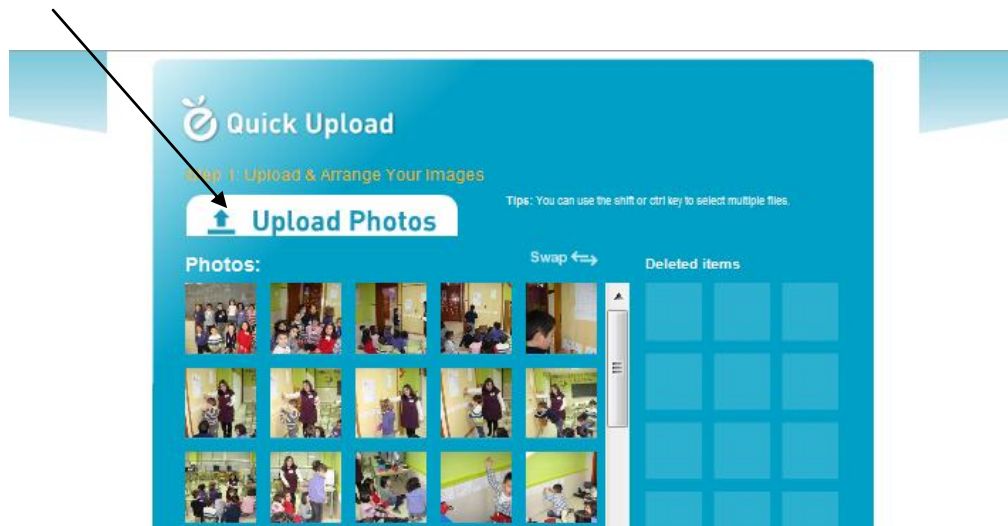 Quick Upload
Step 1: Upload & Arrange Your Images
Upload Photos
Tips: You can use the shift or ctrl key to select multiple files.
Photos:
Swap
Deleted items